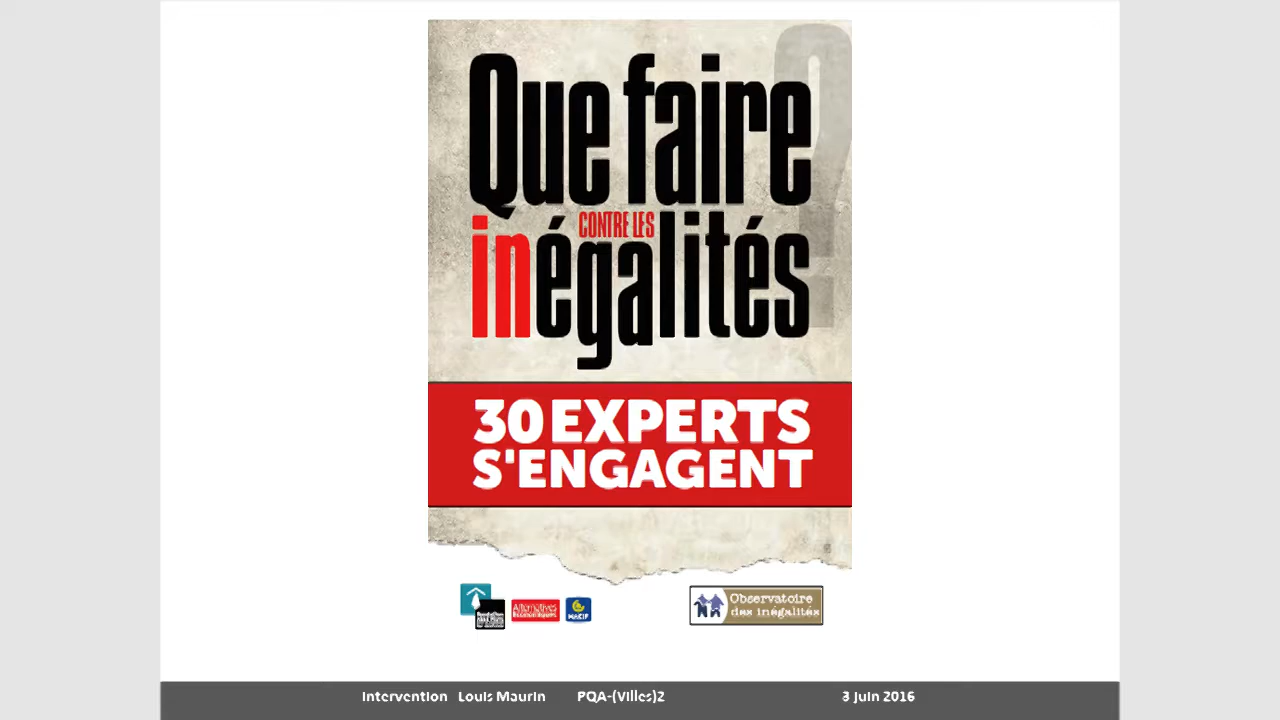 Que faire
CONTRE LES
inégalités
?
30 EXPERTS
S'ENGAGENT
Alternatives
Economiques
MACIF
Observatoire
des inégalités
Intervention Louis Maurin PQA-(Villes)2 3 juin 2016